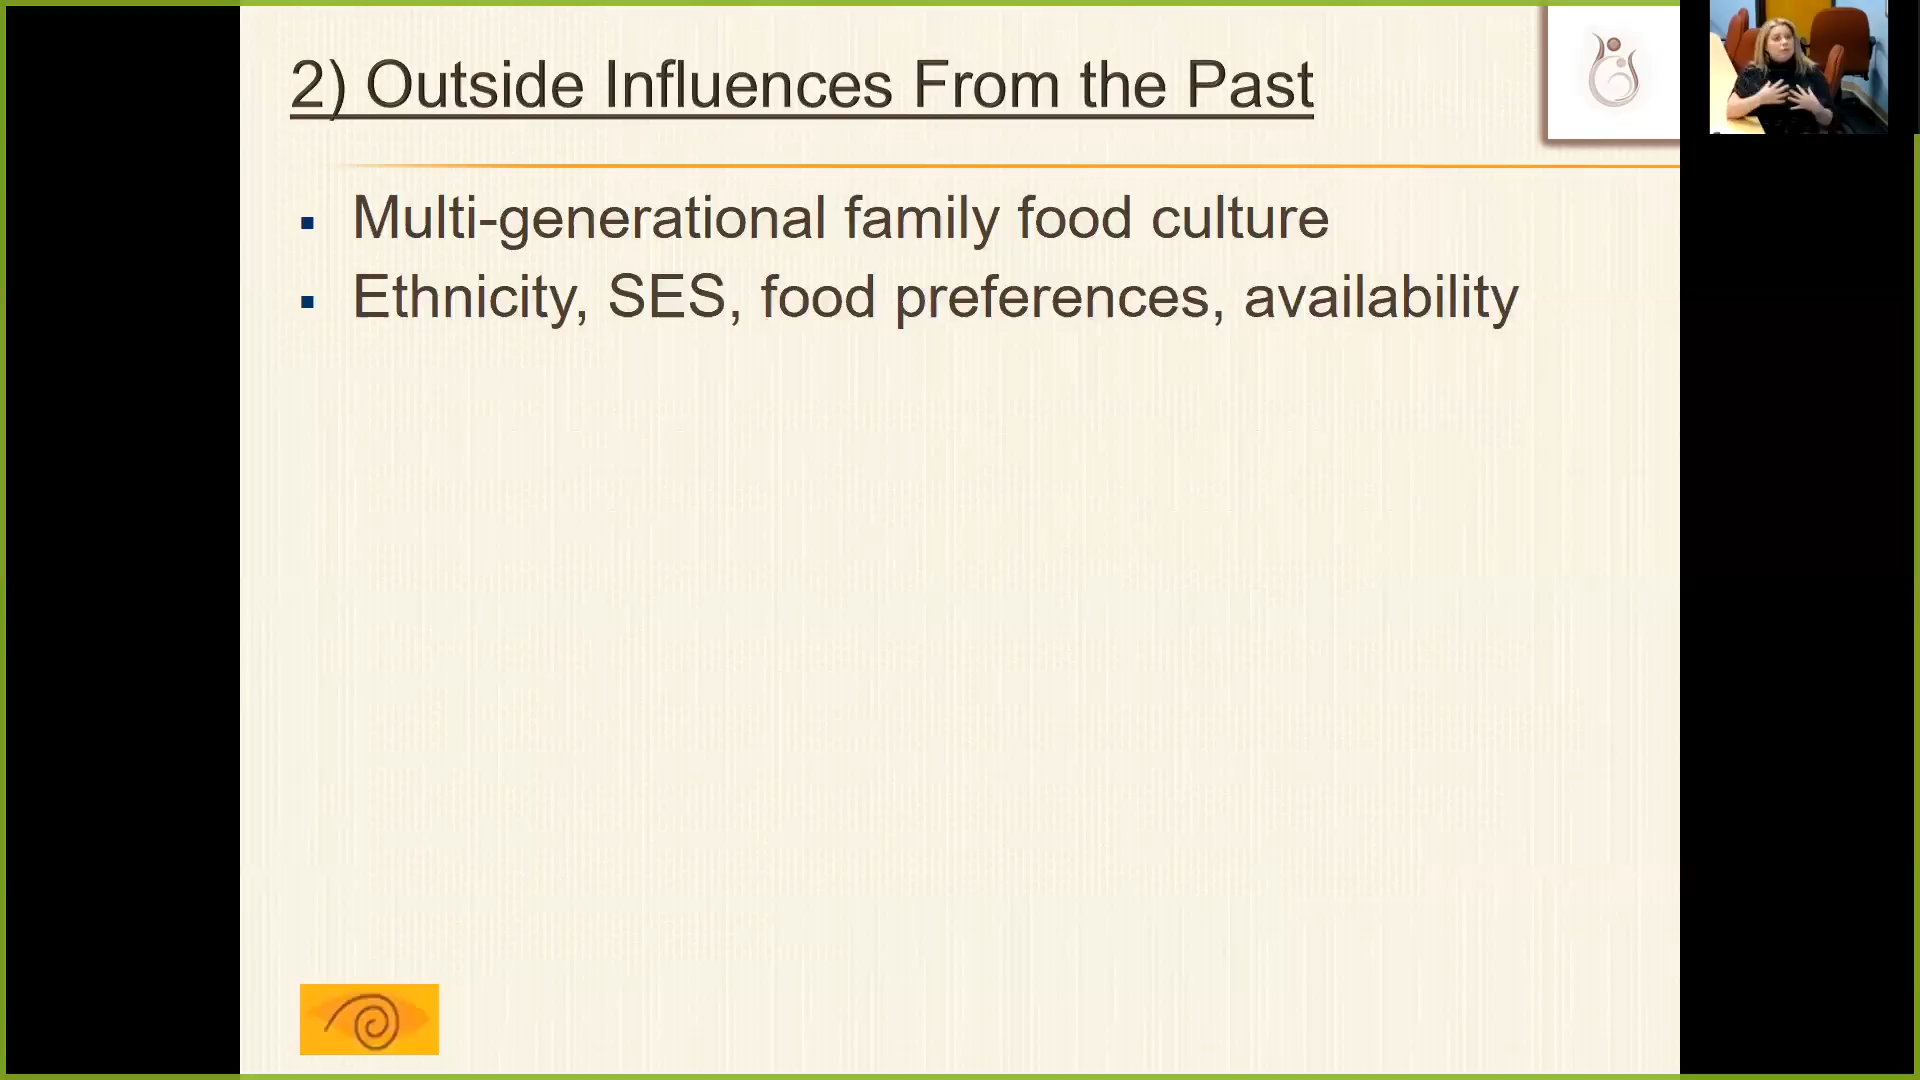 2) Outside Influences From the Past
▪ Multi-generational family food culture
▪ Ethnicity, SES, food preferences, availability